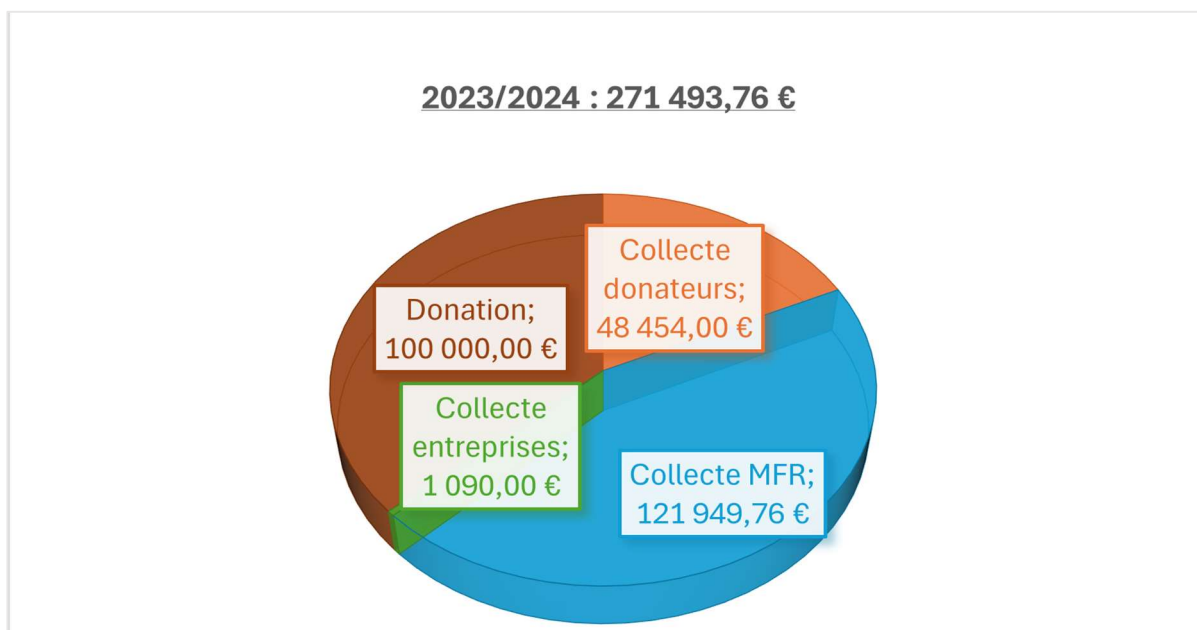 2023/2024 : 271 493,76 €
Collecte
donateurs;
48 454,00 €
Donation;
100 000,00 €
Collecte
entreprises;
1 090,00 €
Collecte MFR;
121 949,76 €